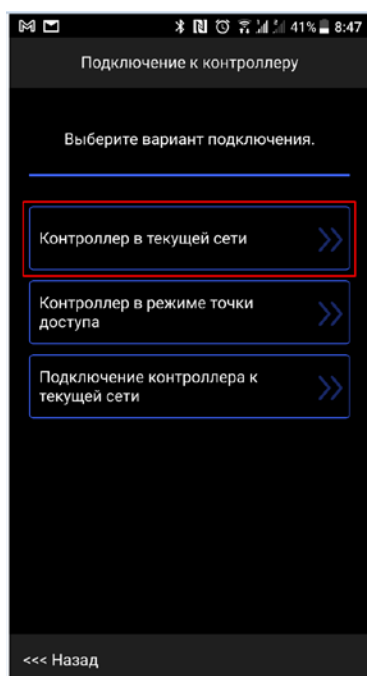 41% 8:47
Подключение к контроллеру
Выберите вариант подключения.
Контроллер в текущей сети
Контроллер в режиме точки
доступа
Подключение контроллера к
текущей сети
<<< Назад